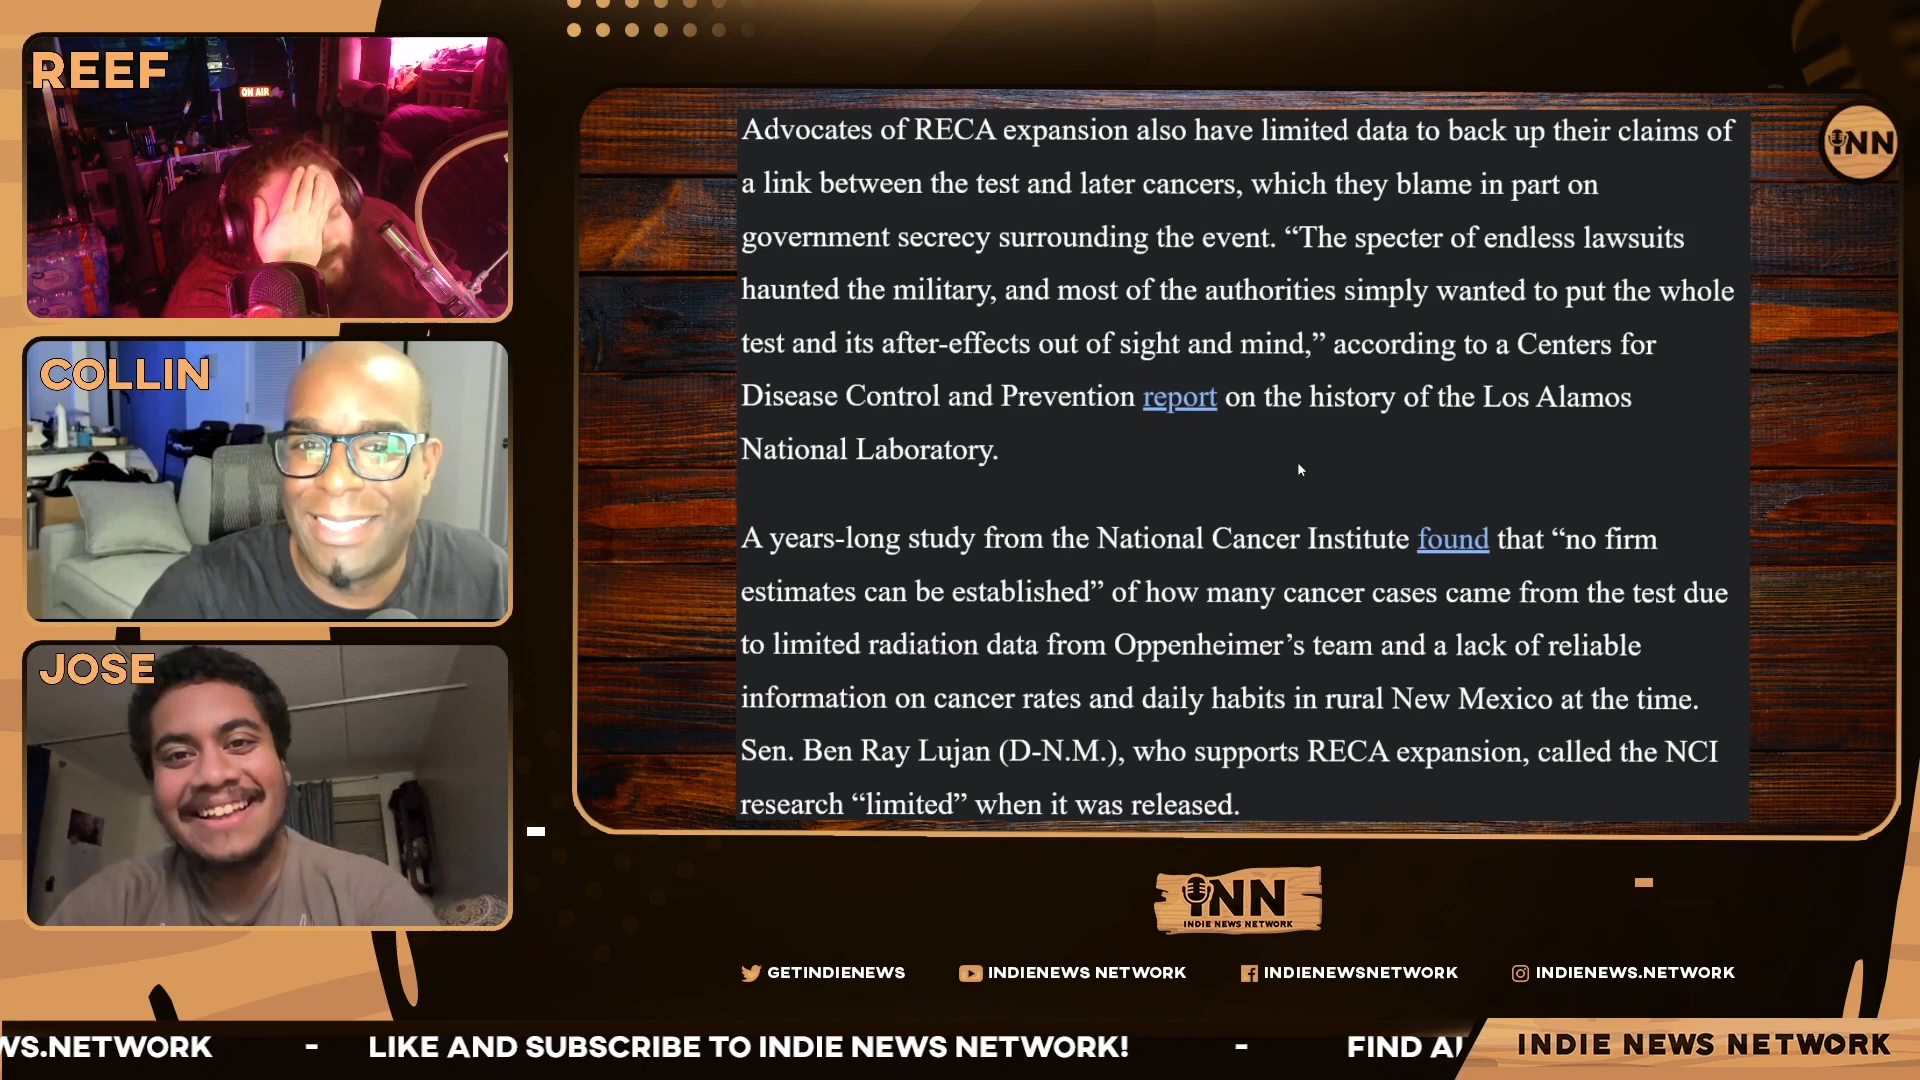 REEF
ON AIR
COLLIN
JOSE
Advocates of RECA expansion also have limited data to back up their claims of
a link between the test and later cancers, which they blame in part on
government secrecy surrounding the event. “The specter of endless lawsuits
haunted the military, and most of the authorities simply wanted to put the whole
test and its after-effects out of sight and mind,” according to a Centers for
Disease Control and Prevention report on the history of the Los Alamos
National Laboratory.
A years-long study from the National Cancer Institute found that “no firm
estimates can be established” of how many cancer cases came from the test due
to limited radiation data from Oppenheimer’s team and a lack of reliable
information on cancer rates and daily habits in rural New Mexico at the time.
Sen. Ben Ray Lujan (D-N.M.), who supports RECA expansion, called the NCI
research “limited” when it was released.
INN
INN
INDIE NEWS NETWORK
GETINDIENEWS
INDIENEWS NETWORK
INDIENEWSNETWORK
INDIENEWS.NETWORK
WS.NETWORK - LIKE AND SUBSCRIBE TO INDIE NEWS NETWORK! - FIND
INDIE NEWS NETWORK